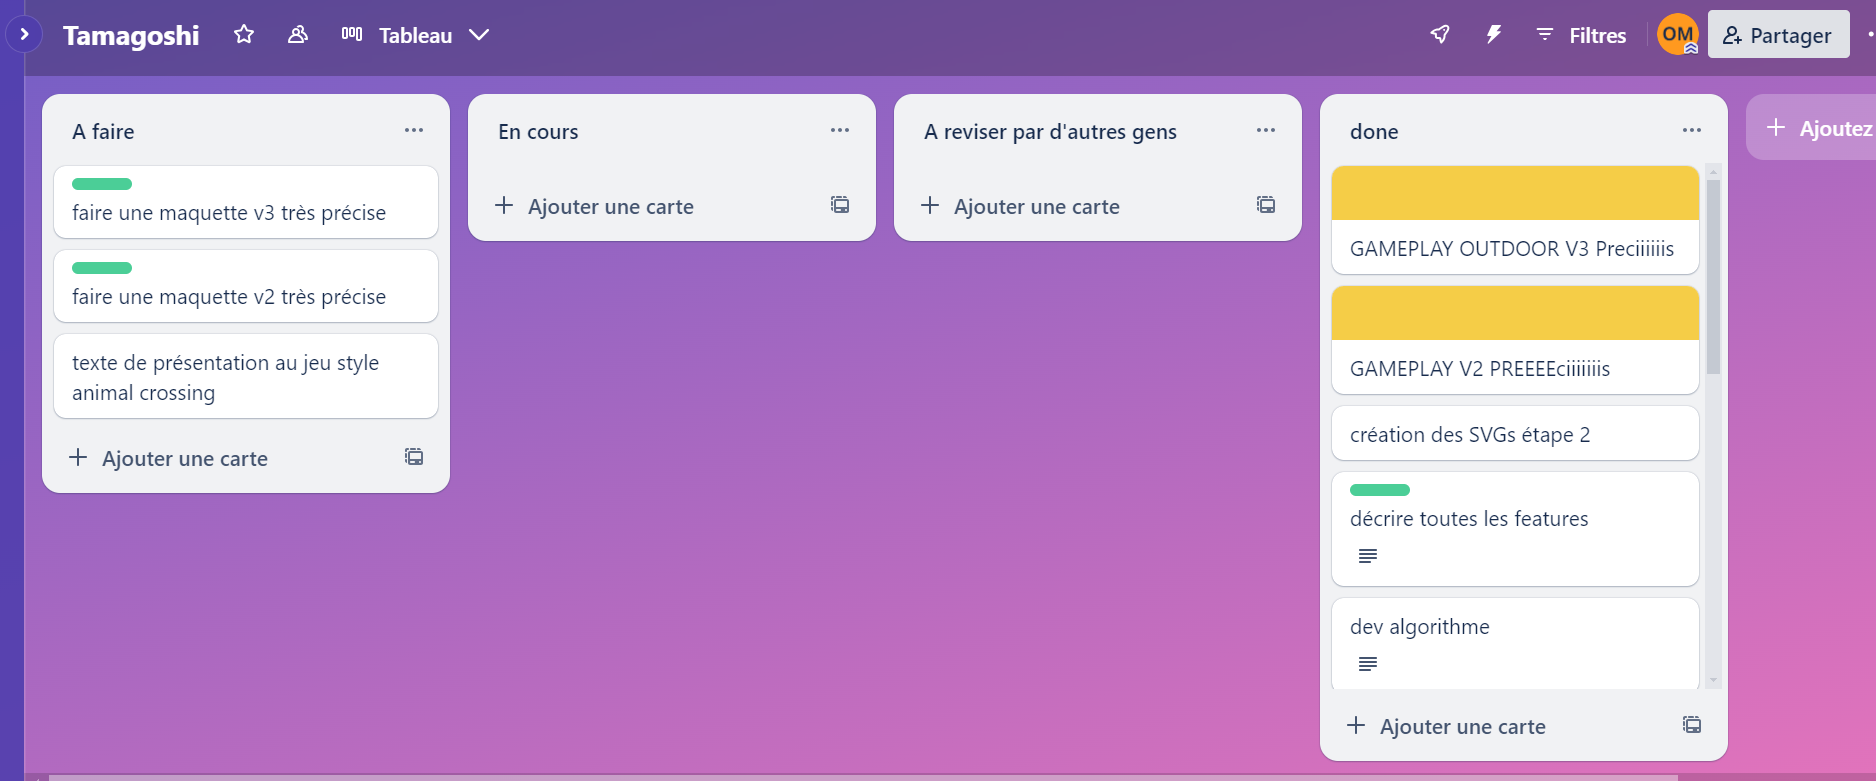 Tamagoshi
Tableau
Filtres
OM
Partager
A faire
faire une maquette v3 très précise
faire une maquette v2 très précise
texte de présentation au jeu style
animal crossing
Ajouter une carte
En cours
Ajouter une carte
A reviser par d'autres gens
Ajouter une carte
done
GAMEPLAY OUTDOOR V3 Preciiiiiis
GAMEPLAY V2 PREEEEciiiiiiis
création des SVGs étape 2
décrire toutes les features
dev algorithme
Ajouter une carte
Ajoutez